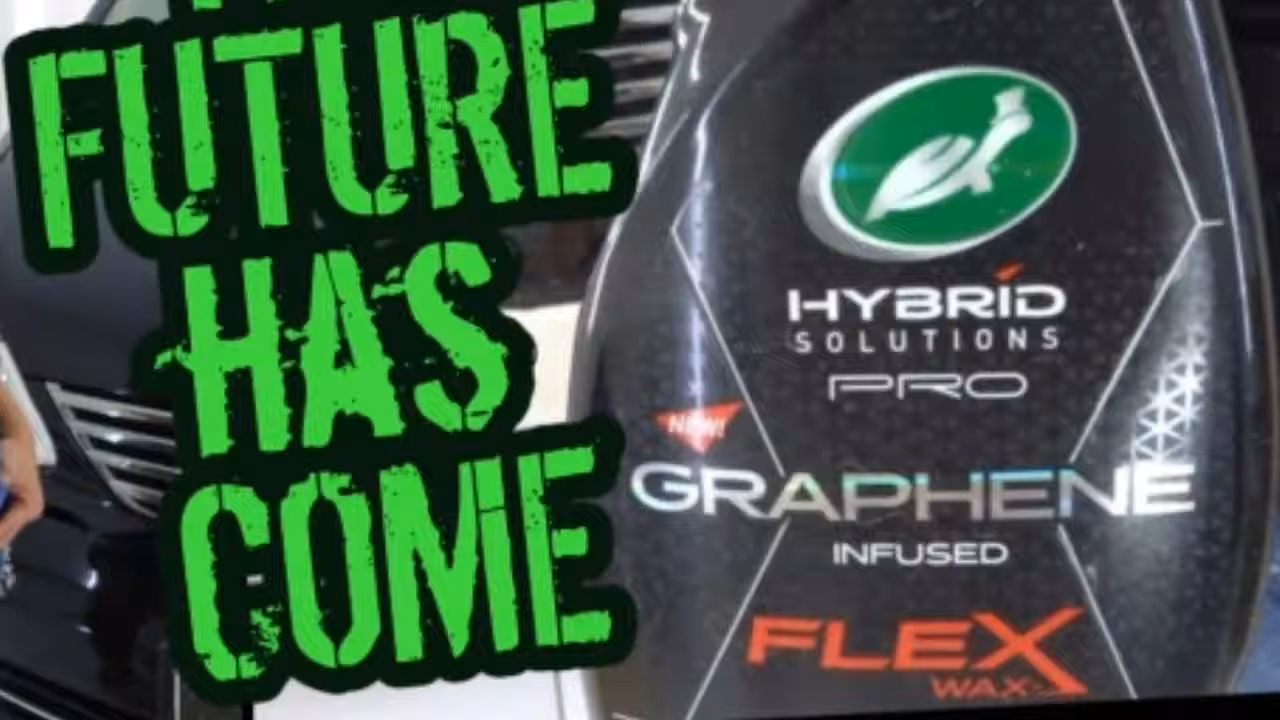 FUTURE
HAS
COME
HYBRID
SOLUTIONS
PRO
NEW!
GRAPHENE
INFUSED
FLEX
WAX